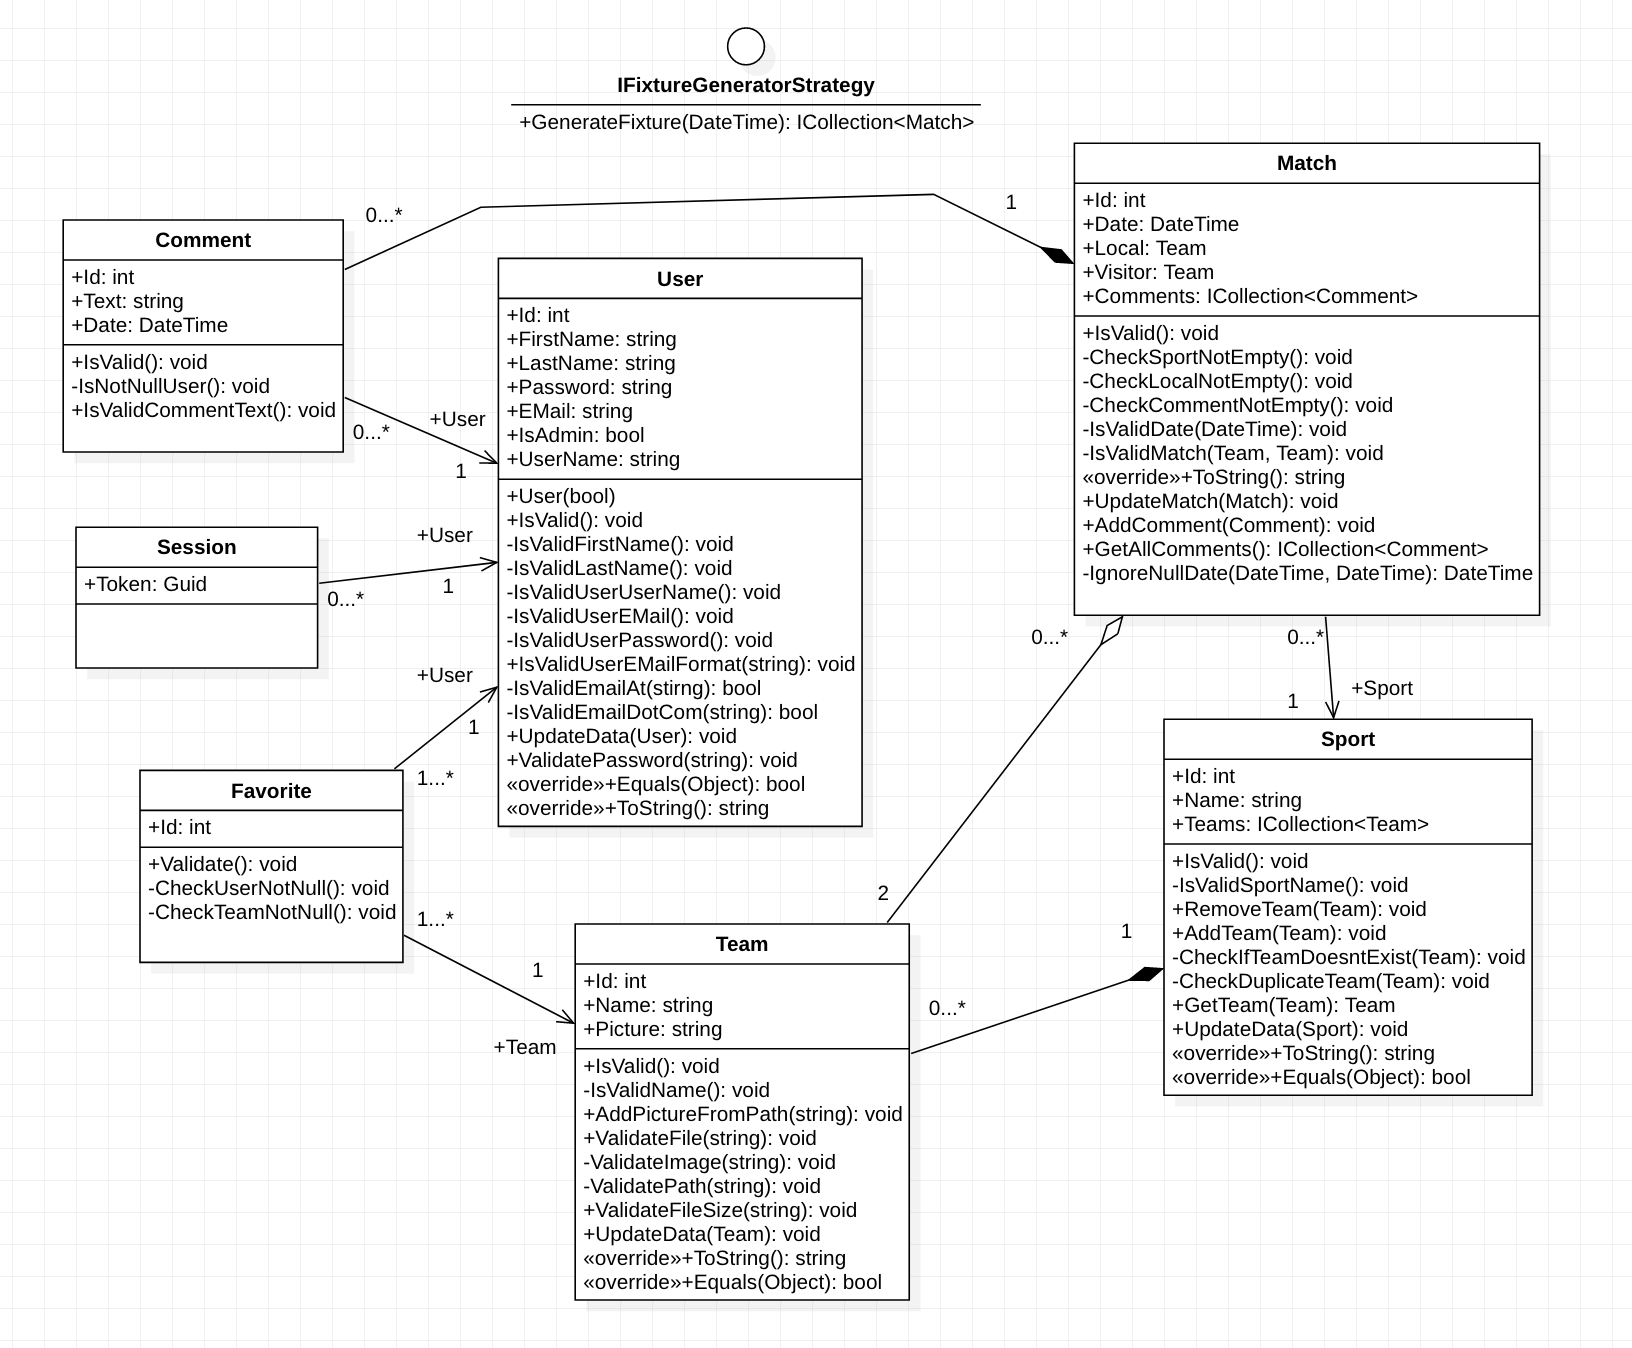 IFixtureGeneratorStrategy
+GenerateFixture(DateTime): ICollection<Match>
Match
+Id: int
+Date: DateTime
+Local: Team
+Visitor: Team
+Comments: ICollection<Comment>
+IsValid(): void
-CheckSportNotEmpty(): void
-CheckLocalNotEmpty(): void
-CheckCommentNotEmpty(): void
-IsValidDate(DateTime): void
-IsValidMatch(Team, Team): void
«override»+ToString(): string
+UpdateMatch(Match): void
+AddComment(Comment): void
+GetAllComments(): ICollection<Comment>
-IgnoreNullDate(DateTime, DateTime): DateTime
0...*
1
Comment
+Id: int
+Text: string
+Date: DateTime
+IsValid(): void
-IsNotNullUser(): void
+IsValidCommentText(): void
+User
0...*
1
User
+Id: int
+FirstName: string
+LastName: string
+Password: string
+EMail: string
+IsAdmin: bool
+UserName: string
+User(bool)
+IsValid(): void
-IsValidFirstName(): void
-IsValidLastName(): void
-IsValidUserUserName(): void
-IsValidUserEMail(): void
-IsValidUserPassword(): void
+IsValidUserEMailFormat(string): void
-IsValidEmailAt(stirng): bool
-IsValidEmailDotCom(string): bool
+UpdateData(User): void
+ValidatePassword(string): void
«override»+Equals(Object): bool
«override»+ToString(): string
Session
+Token: Guid
+User
0...*
1
+User
1
1...*
Favorite
+Id: int
+Validate(): void
-CheckUserNotNull(): void
-CheckTeamNotNull(): void
1...*
1
+Team
0...*
2
0...*
1
+Sport
Sport
+Id: int
+Name: string
+Teams: ICollection<Team>
+IsValid(): void
-IsValidSportName(): void
+RemoveTeam(Team): void
+AddTeam(Team): void
-CheckIfTeamDoesntExist(Team): void
-CheckDuplicateTeam(Team): void
+GetTeam(Team): Team
+UpdateData(Sport): void
«override»+ToString(): string
«override»+Equals(Object): bool
1
0...*
Team
+Id: int
+Name: string
+Picture: string
+IsValid(): void
-IsValidName(): void
+AddPictureFromPath(string): void
+ValidateFile(string): void
-ValidateImage(string): void
-ValidatePath(string): void
+ValidateFileSize(string): void
+UpdateData(Team): void
«override»+ToString(): string
«override»+Equals(Object): bool